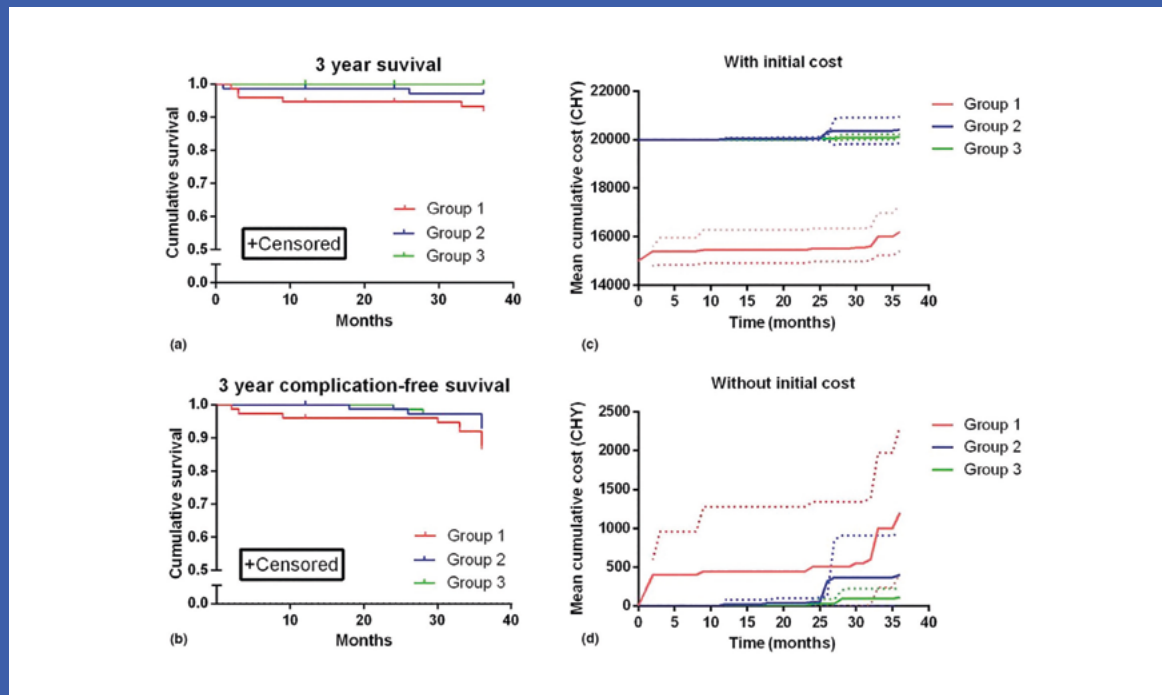 3 year suvival
Cumulative survival
1.0
0.9
1.0
0.9
0.6
0.5
0.0
0
10
20
30
40
Months
+Censored
Group 1
Group 2
Group 3
(a)
With initial cost
Mean cumulative cost (CHY)
22000
20000
18000
16000
14000
0 5 10 15 20 25 30 35 40
Time (months)
Group 1
Group 2
Group 3
(c)
3 year complication-free suvival
Cumulative survival
1.0
0.9
0.8
0.7
0.6
0.5
0.0
10
20
30
40
Months
+Censored
Group 1
Group 2
Group 3
(b)
Without initial cost
Mean cumulative cost (CHY)
2500
2000
1500
1000
500
0
0 5 10 15 20 25 30 35 40
Time (months)
Group 1
Group 2
Group 3
(d)